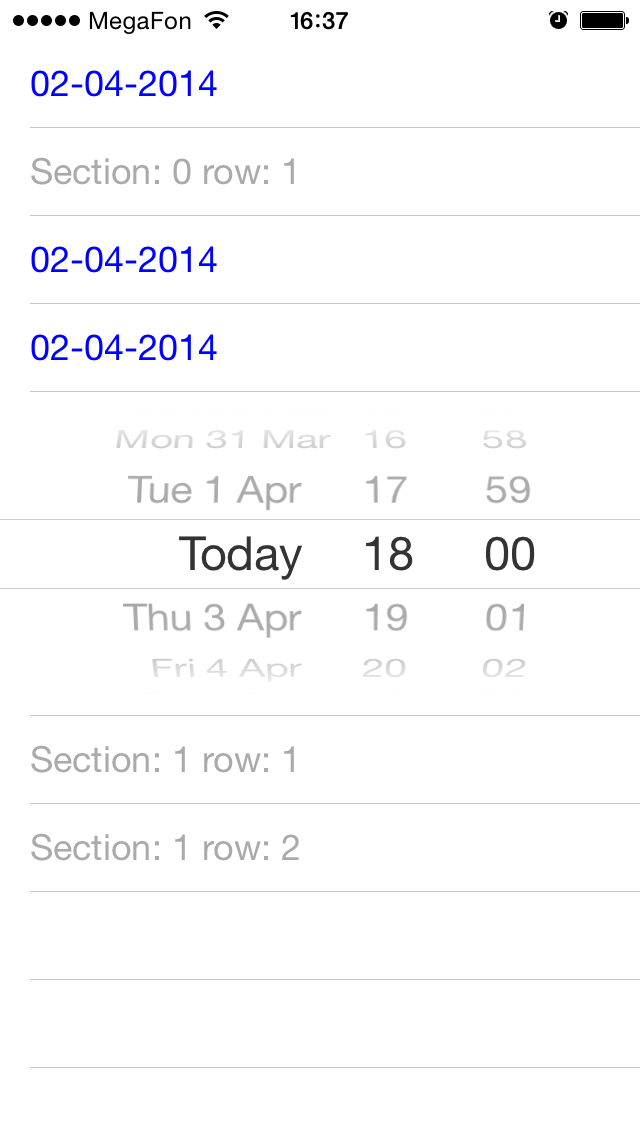 MegaFon 16:37
02-04-2014
Section: 0 row: 1
02-04-2014
02-04-2014
Mon 31 Mar 16 58
Tue 1 Apr 17 59
Today 18 00
Thu 3 Apr 19 01
Fri 4 Apr 20 02
Section: 1 row: 1
Section: 1 row: 2